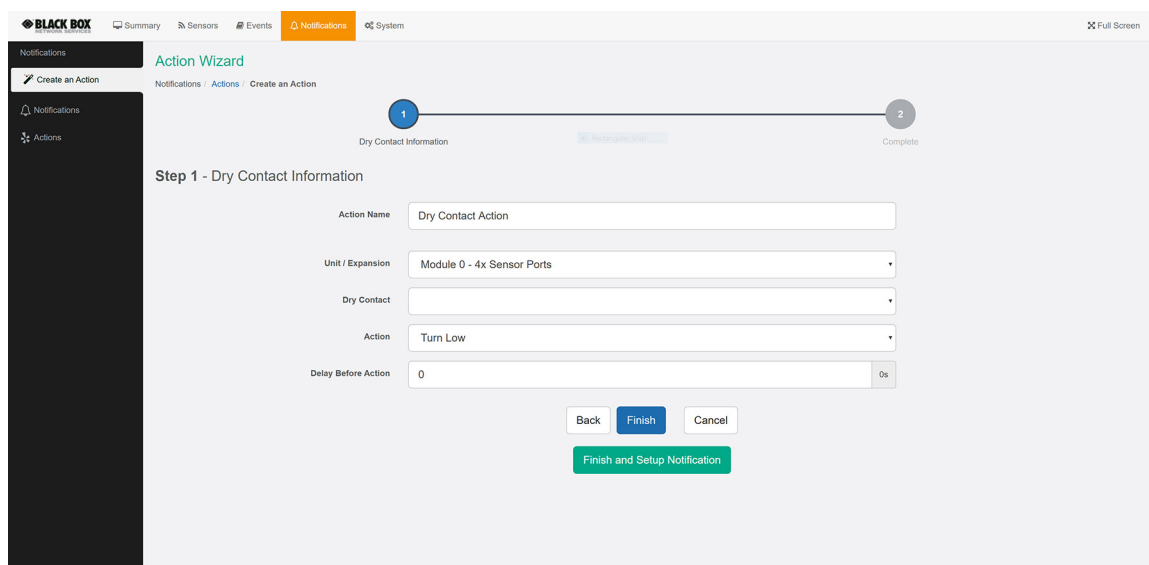 BLACK BOX
NETWORK SERVICES
Summary
Sensors
Events
Notifications
System
Full Screen
Notifications
Create an Action
Notifications
Actions
Action Wizard
Notifications / Actions / Create an Action
1
2
Dry Contact Information
Rectangular Snip
Complete
Step 1 - Dry Contact Information
Action Name
Dry Contact Action
Unit / Expansion
Module 0 - 4x Sensor Ports
Dry Contact
Action
Turn Low
Delay Before Action
0
0s
Back
Finish
Cancel
Finish and Setup Notification